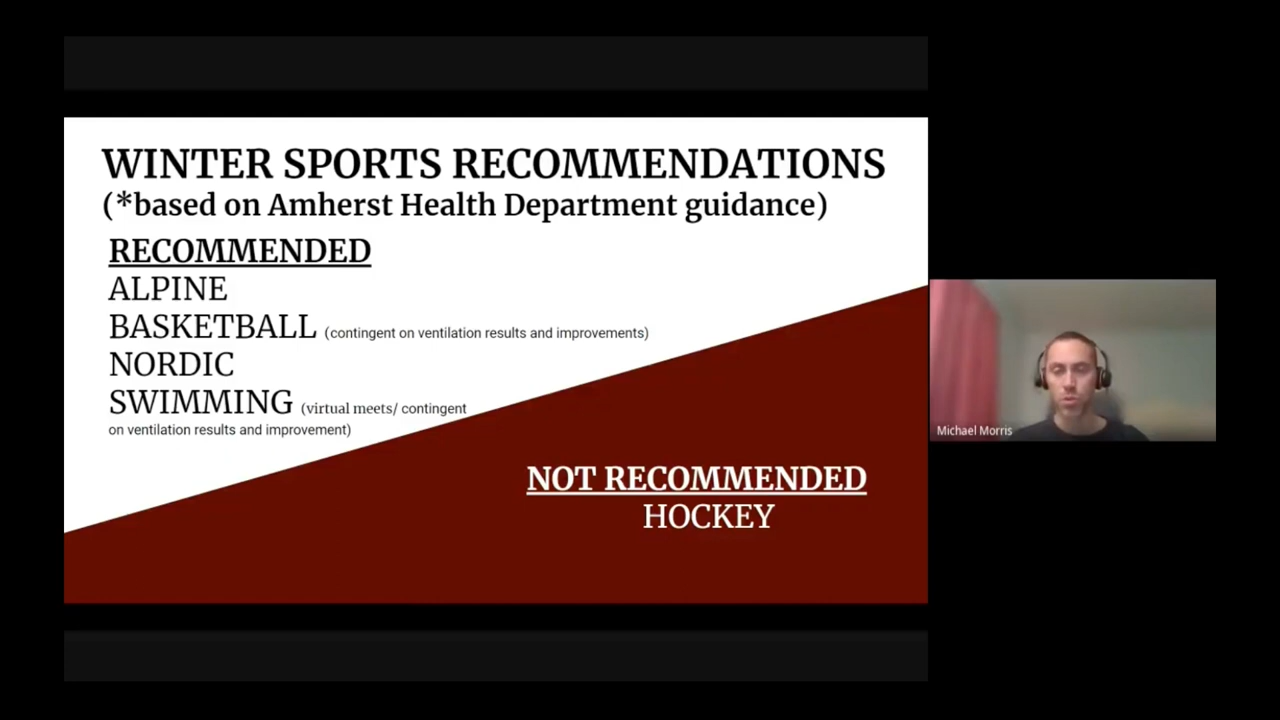 WINTER SPORTS RECOMMENDATIONS
(*based on Amherst Health Department guidance)
RECOMMENDED
ALPINE
BASKETBALL (contingent on ventilation results and improvements)
NORDIC
SWIMMING (virtual meets/ contingent
on ventilation results and improvement)
NOT RECOMMENDED
HOCKEY
Michael Morris